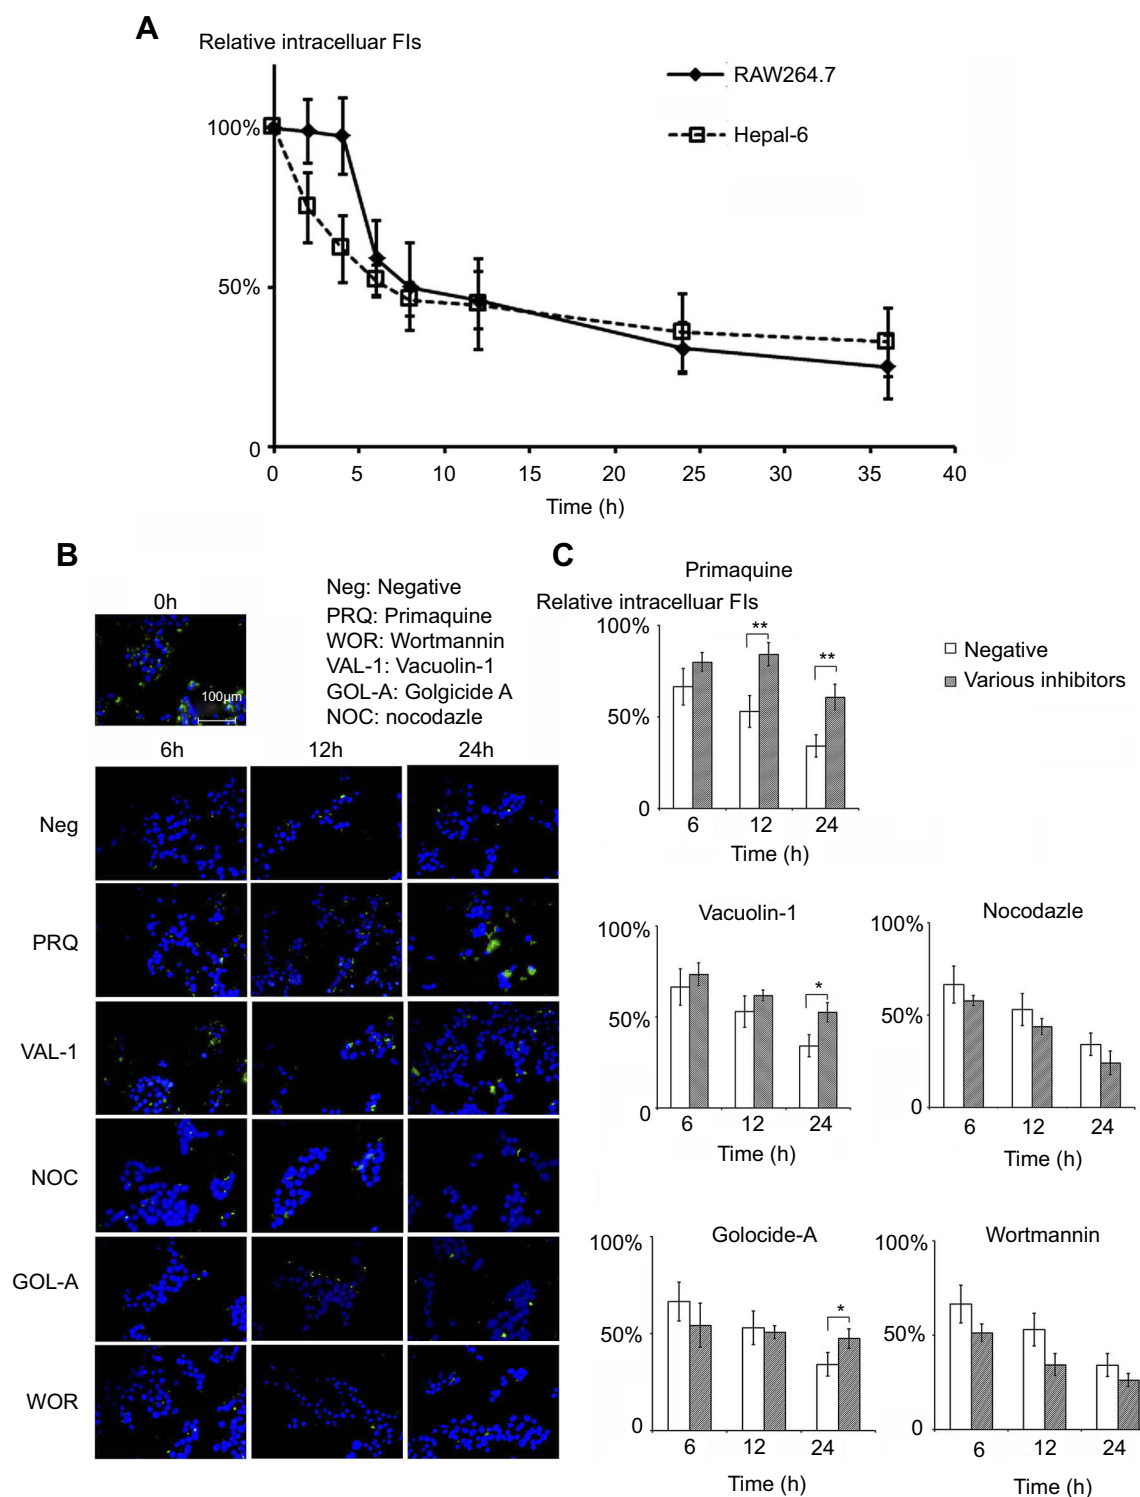 A
Relative intracelluar FIs
RAW264.7
Hepal-6
100%
50%
0
0 5 10 15 20 25 30 35 40
Time (h)
B
0h
100µm
Neg: Negative
PRQ: Primaquine
WOR: Wortmannin
VAL-1: Vacuolin-1
GOL-A: Golgicide A
NOC: nocodazle
6h 12h 24h
Neg
PRQ
VAL-1
NOC
GOL-A
WOR
C
Primaquine
Relative intracelluar FIs
100%
50%
0
** **
6 12 24
Time (h)
Negative
Various inhibitors
Vacuolin-1
100%
50%
0
*
6 12 24
Time (h)
Nocodazle
100%
50%
0
6 12 24
Time (h)
Golocide-A
100%
50%
0
*
6 12 24
Time (h)
Wortmannin
100%
50%
0
6 12 24
Time (h)